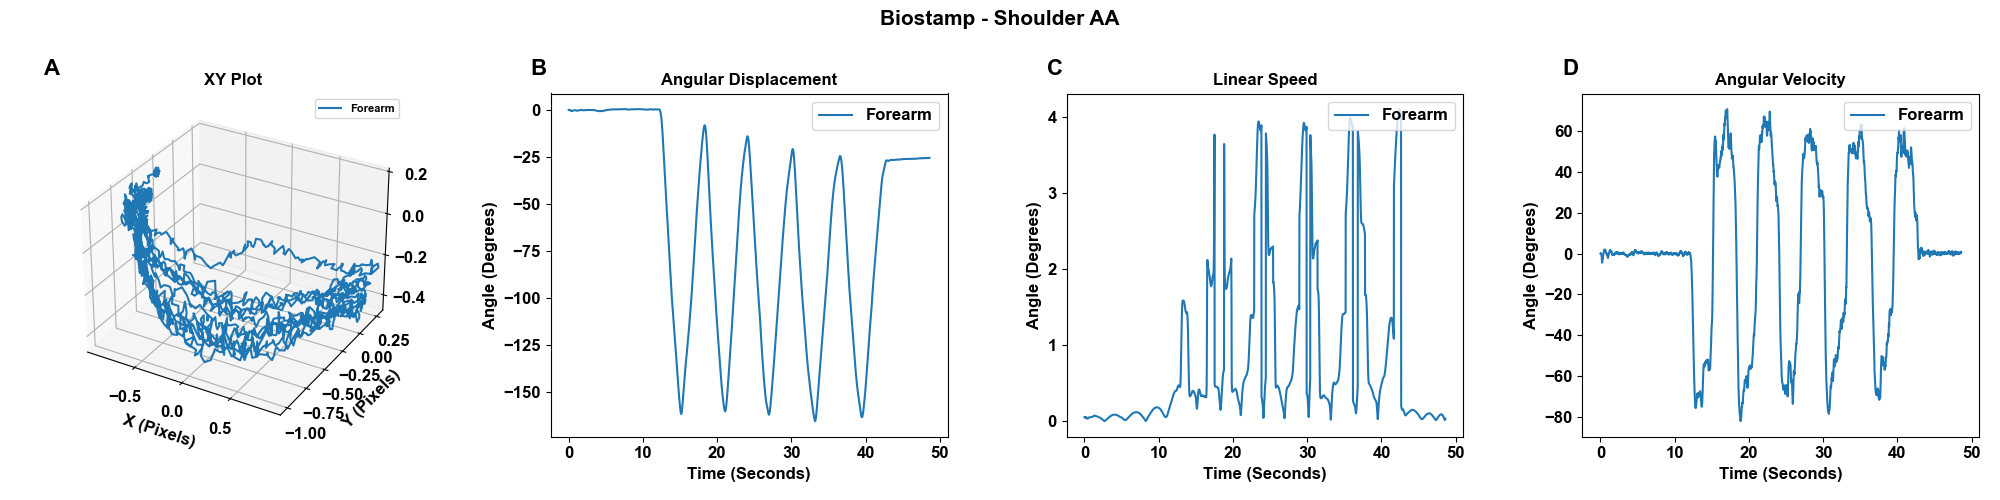 Biostamp - Shoulder AA
A
XY Plot
Forearm
0.2
0.0
−0.2
−0.4
0.25
0.00
−0.25
−0.50
−0.75
−1.00
Y (Pixels)
−0.5
0.0
0.5
X (Pixels)
B
Angular Displacement
Forearm
0
−25
−50
−75
−100
−125
−150
Angle (Degrees)
0 10 20 30 40 50
Time (Seconds)
C
Linear Speed
Forearm
4
3
2
1
0
Angle (Degrees)
0 10 20 30 40 50
Time (Seconds)
D
Angular Velocity
Forearm
60
40
20
0
−20
−40
−60
−80
Angle (Degrees)
0 10 20 30 40 50
Time (Seconds)